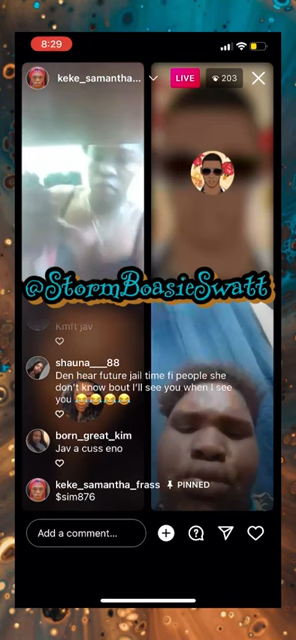 8:29
keke_samantha...
LIVE
203
@StormBoasieSwatt
Kmft jav
shauna___88
Den hear future jail time fi people she
don't know bout I'll see you when I see
you 😂😂😂😂
born_great_kim
Jav a cuss eno
keke_samantha_frass PINNED
$sim876
Add a comment...